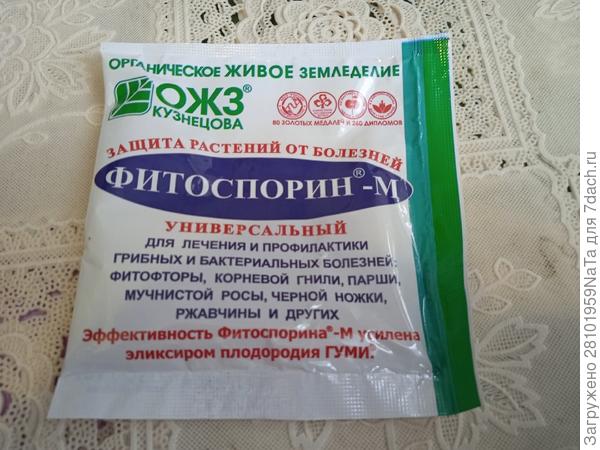 ОРГАНИЧЕСКОЕ ЖИВОЕ ЗЕМЛЕДЕЛИЕ
ОЖЗ®
КУЗНЕЦОВА
80 ЗОЛОТЫХ МЕДАЛЕЙ И 260 ДИПЛОМОВ
ЗАЩИТА РАСТЕНИЙ ОТ БОЛЕЗНЕЙ
ФИТОСПОРИН®-М
УНИВЕРСАЛЬНЫЙ
ДЛЯ ЛЕЧЕНИЯ И ПРОФИЛАКТИКИ
ГРИБНЫХ И БАКТЕРИАЛЬНЫХ БОЛЕЗНЕЙ:
ФИТОФТОРЫ, КОРНЕВОЙ ГНИЛИ, ПАРШИ,
МУЧНИСТОЙ РОСЫ, ЧЕРНОЙ НОЖКИ,
РЖАВЧИНЫ И ДРУГИХ
Эффективность Фитоспорина®-М усилена
эликсиром плодородия ГУМИ.
Загружено 28101959NaTa для 7dach.ru